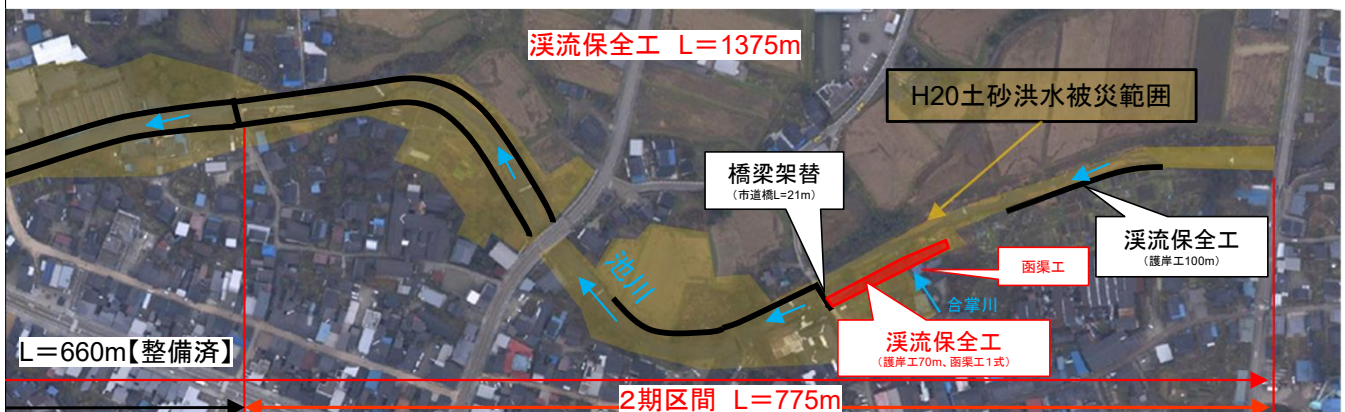 渓流保全工 L＝1375m
H20土砂洪水被災範囲
橋梁架替
（市道橋L=21m）
渓流保全工
（護岸工100m）
函渠工
池川
合掌川
渓流保全工
（護岸工70m、函渠工1式）
L＝660m【整備済】
2期区間 L＝775m